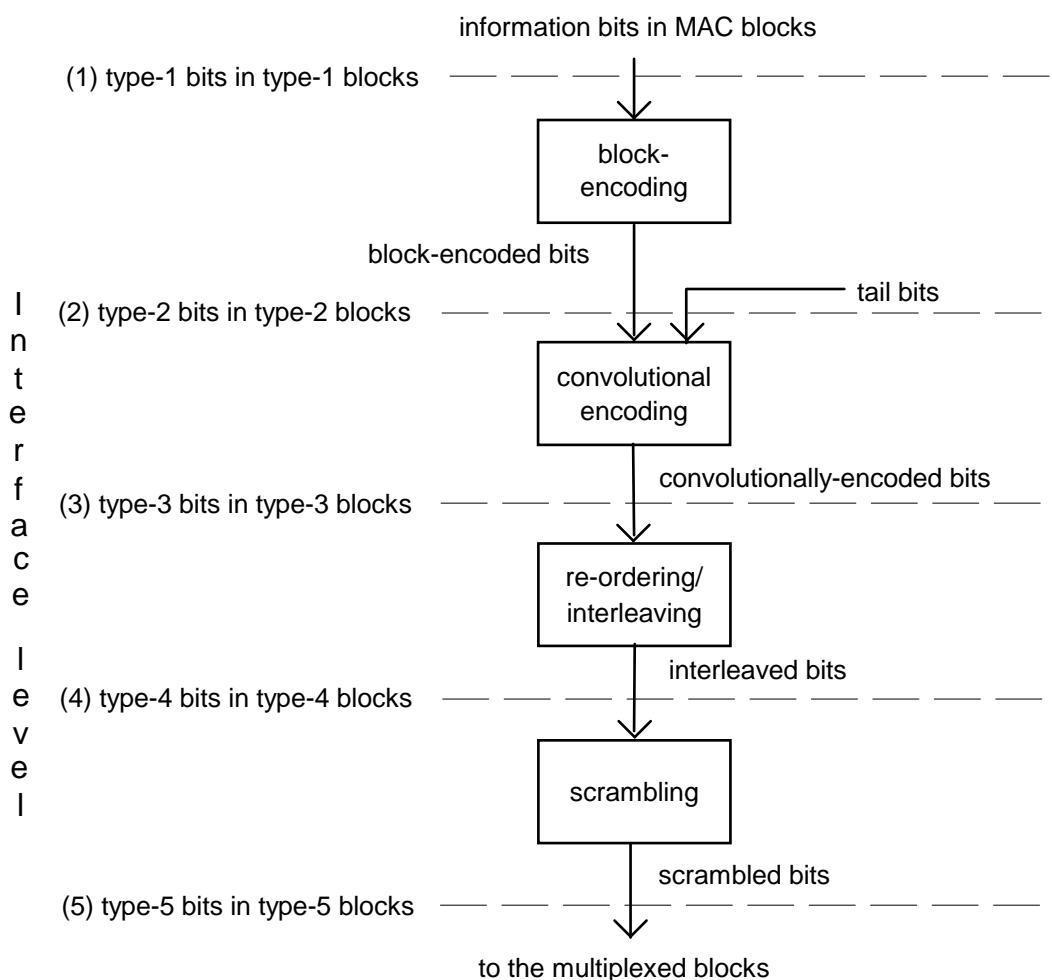 information bits in MAC blocks
(1) type-1 bits in type-1 blocks
block-
encoding
block-encoded bits
tail bits
(2) type-2 bits in type-2 blocks
convolutional
encoding
convolutionally-encoded bits
(3) type-3 bits in type-3 blocks
re-ordering/
interleaving
interleaved bits
(4) type-4 bits in type-4 blocks
scrambling
scrambled bits
(5) type-5 bits in type-5 blocks
to the multiplexed blocks
Interface level